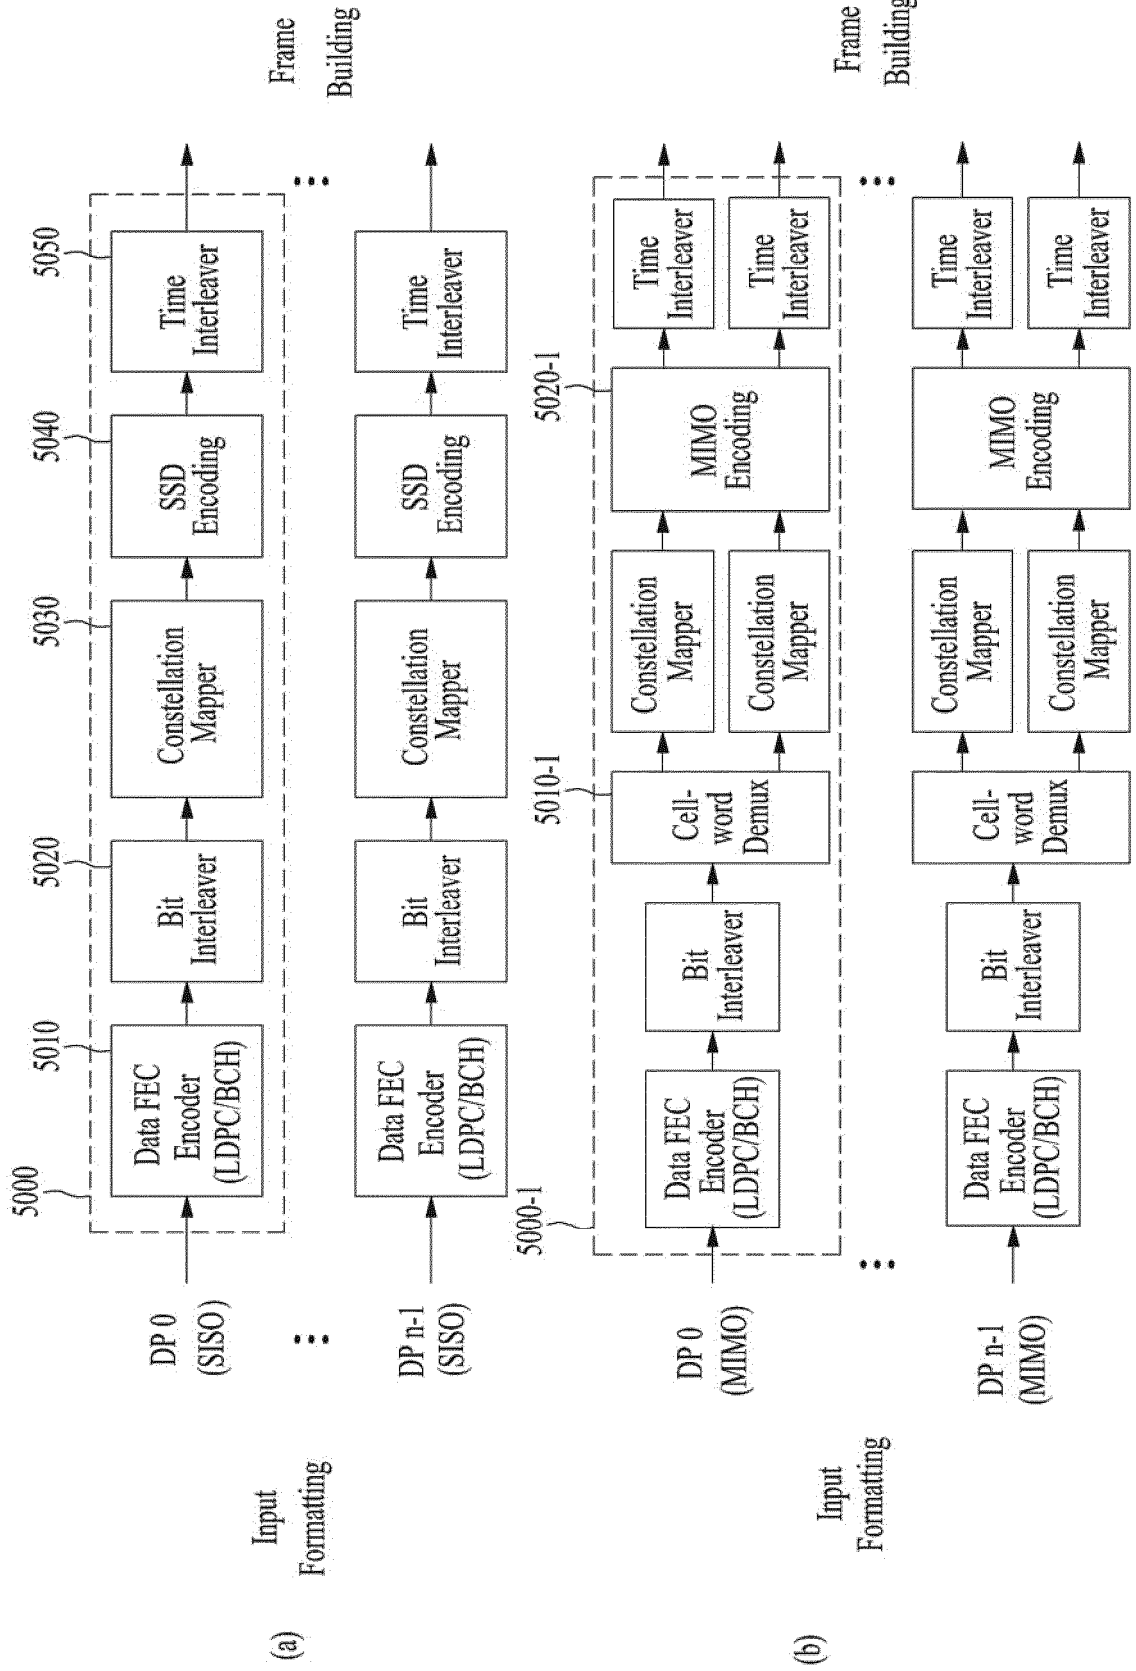 (a)
Input
Formatting
DP 0
(SISO)
5000
Data FEC
Encoder
(LDPC/BCH)
5010
Bit
Interleaver
5020
Constellation
Mapper
5030
SSD
Encoding
5040
Time
Interleaver
5050
Frame
Building
DP n-1
(SISO)
Data FEC
Encoder
(LDPC/BCH)
Bit
Interleaver
Constellation
Mapper
SSD
Encoding
Time
Interleaver
(b)
Input
Formatting
DP 0
(MIMO)
5000-1
Data FEC
Encoder
(LDPC/BCH)
Bit
Interleaver
5010-1
Cell-
word
Demux
Constellation
Mapper
Constellation
Mapper
5020-1
MIMO
Encoding
Time
Interleaver
Time
Interleaver
Frame
Building
DP n-1
(MIMO)
Data FEC
Encoder
(LDPC/BCH)
Bit
Interleaver
Cell-
word
Demux
Constellation
Mapper
Constellation
Mapper
MIMO
Encoding
Time
Interleaver
Time
Interleaver